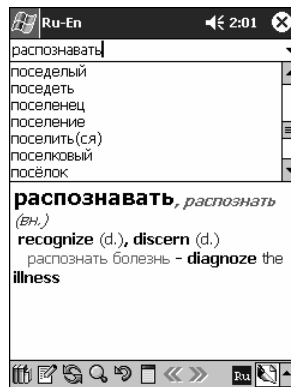 Ru-En 2:01
распознавать
поседелый
поседеть
поселенец
поселение
поселить(ся)
поселковый
посёлок
распознавать, распознать
(вн.)
recognize (d.), discern (d.)
распознать болезнь – diagnoze the
illness
Ru